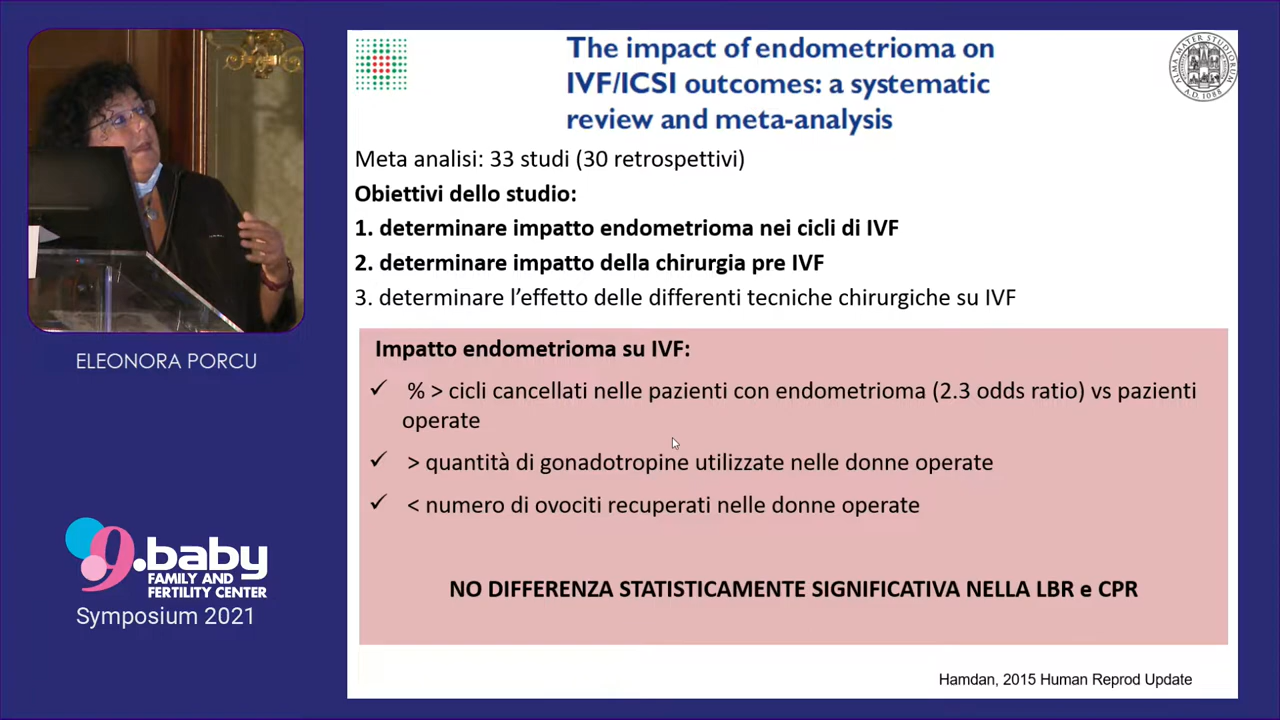 The impact of endometrioma on
IVF/ICSI outcomes: a systematic
review and meta-analysis
ALMA MATER STUDIORUM
A.D. 1088
Meta analisi: 33 studi (30 retrospettivi)
Obiettivi dello studio:
1. determinare impatto endometrioma nei cicli di IVF
2. determinare impatto della chirurgia pre IVF
3. determinare l’effetto delle differenti tecniche chirurgiche su IVF
Impatto endometrioma su IVF:
✓ % > cicli cancellati nelle pazienti con endometrioma (2.3 odds ratio) vs pazienti
operate
✓ > quantità di gonadotropine utilizzate nelle donne operate
✓ < numero di ovociti recuperati nelle donne operate
NO DIFFERENZA STATISTICAMENTE SIGNIFICATIVA NELLA LBR e CPR
Hamdan, 2015 Human Reprod Update
ELEONORA PORCU
9.baby
FAMILY AND
FERTILITY CENTER
Symposium 2021